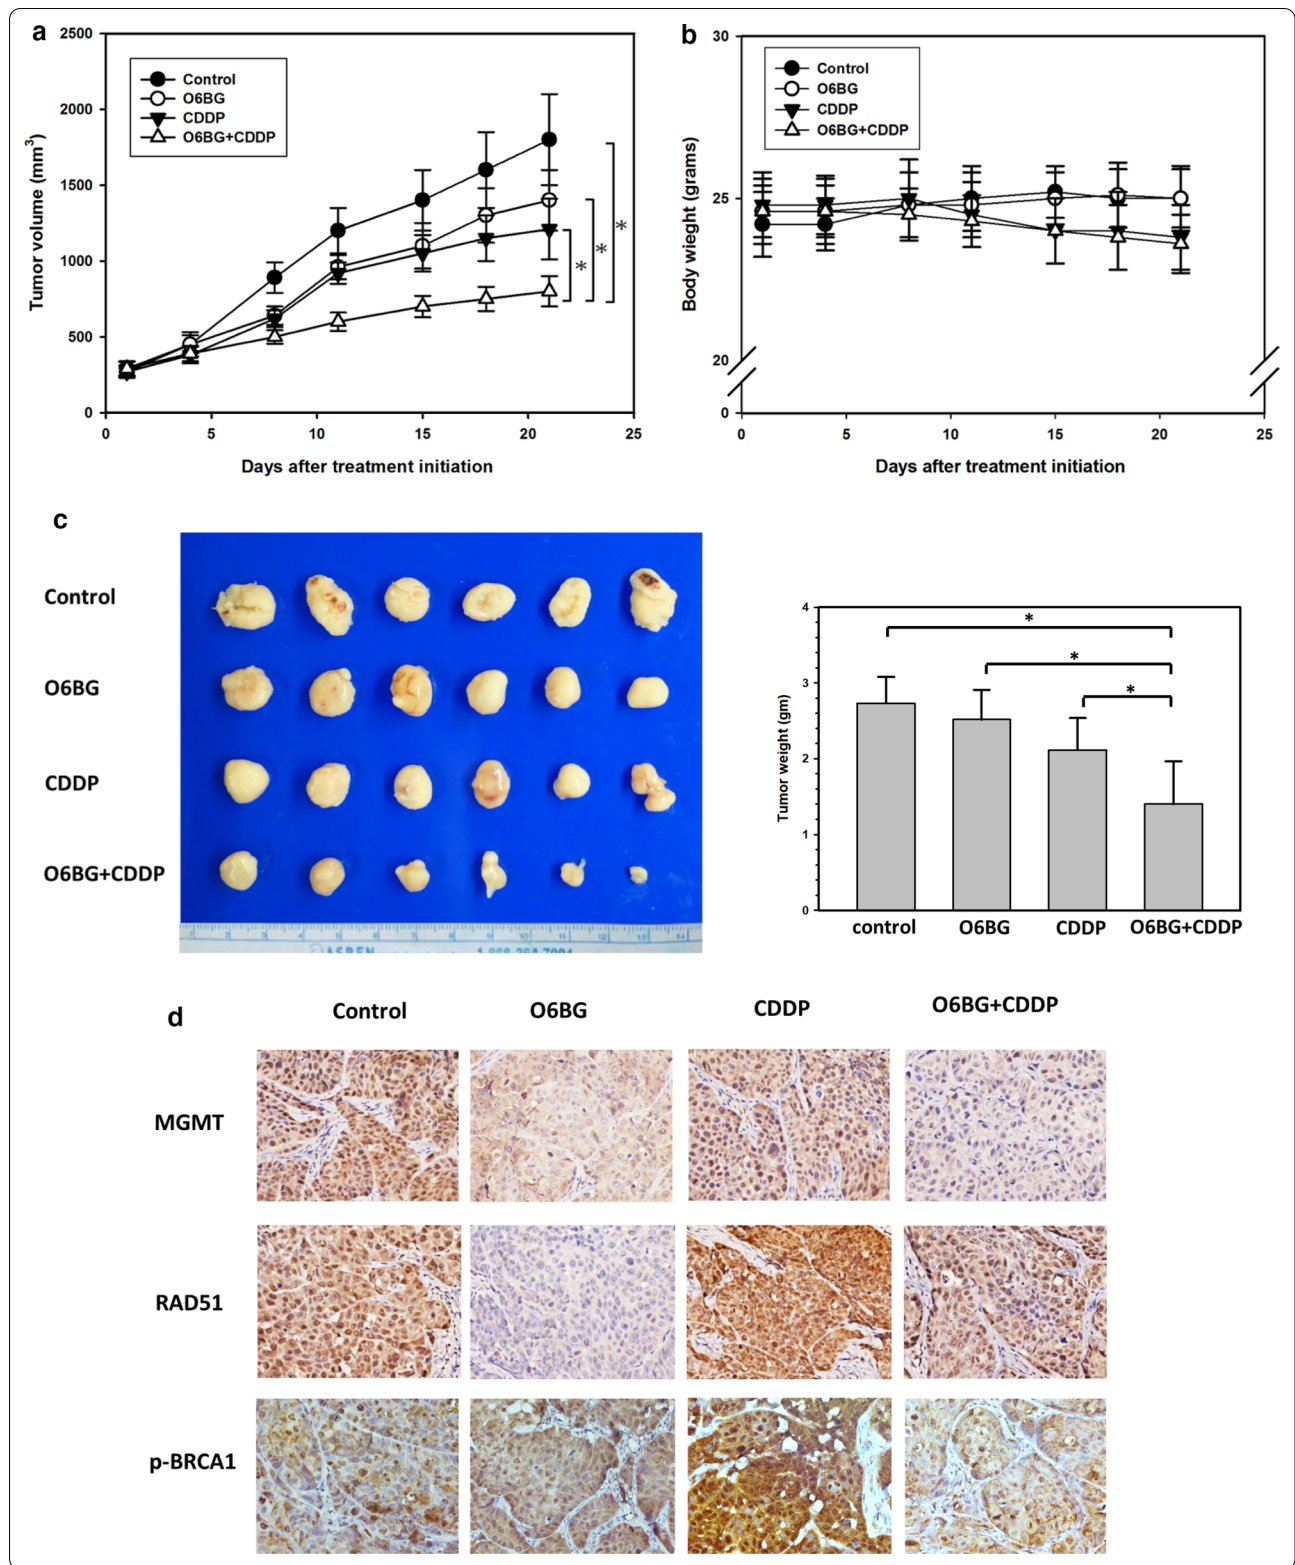 a
2500
2000
1500
1000
500
0
0 5 10 15 20 25
Tumor volume (mm3)
Days after treatment initiation
Control
O6BG
CDDP
O6BG+CDDP
*
*
*
b
30
25
20
0
0 5 10 15 20 25
Body wieght (grams)
Days after treatment initiation
Control
O6BG
CDDP
O6BG+CDDP
c
Control
O6BG
CDDP
O6BG+CDDP
4
3
2
1
0
Tumor weight (gm)
*
*
*
control O6BG CDDP O6BG+CDDP
d
Control O6BG CDDP O6BG+CDDP
MGMT
RAD51
p-BRCA1